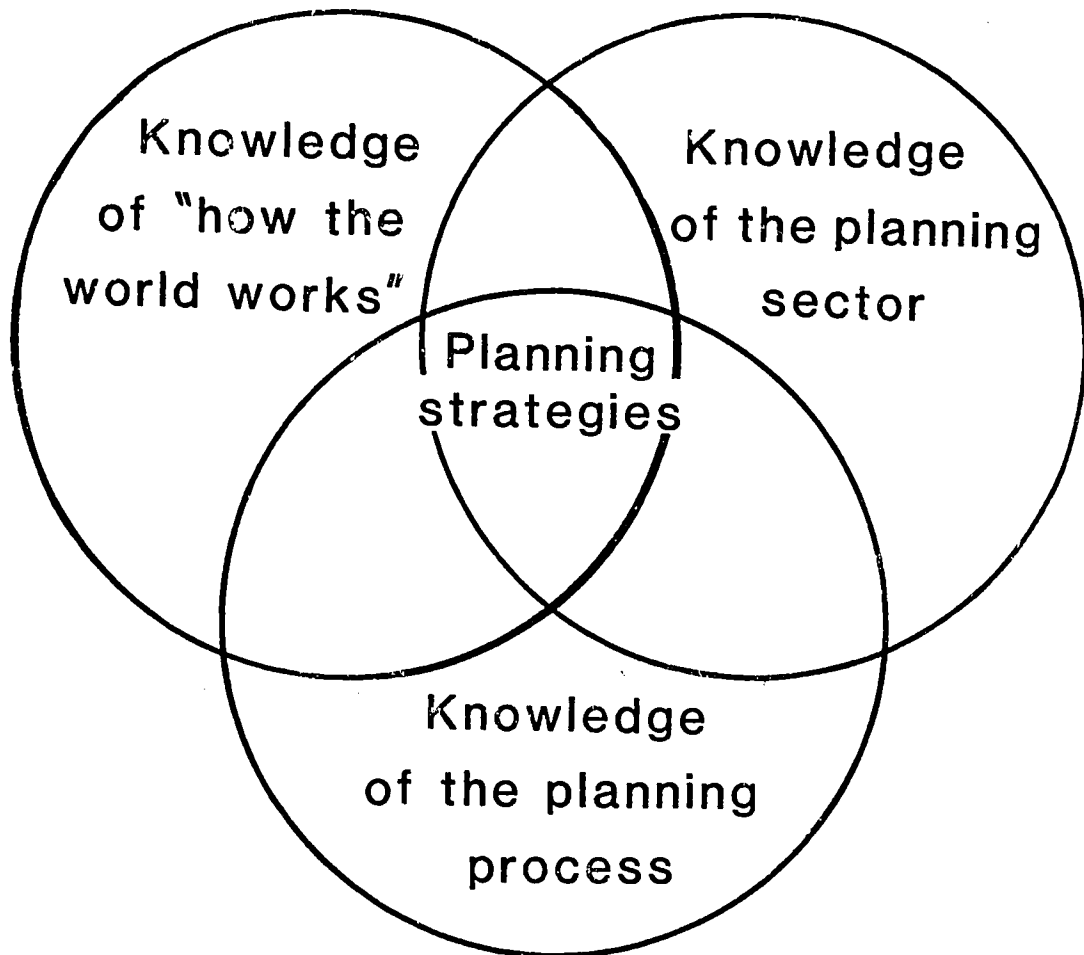 Knowledge
of "how the
world works"
Knowledge
of the planning
sector
Planning
strategies
Knowledge
of the planning
process